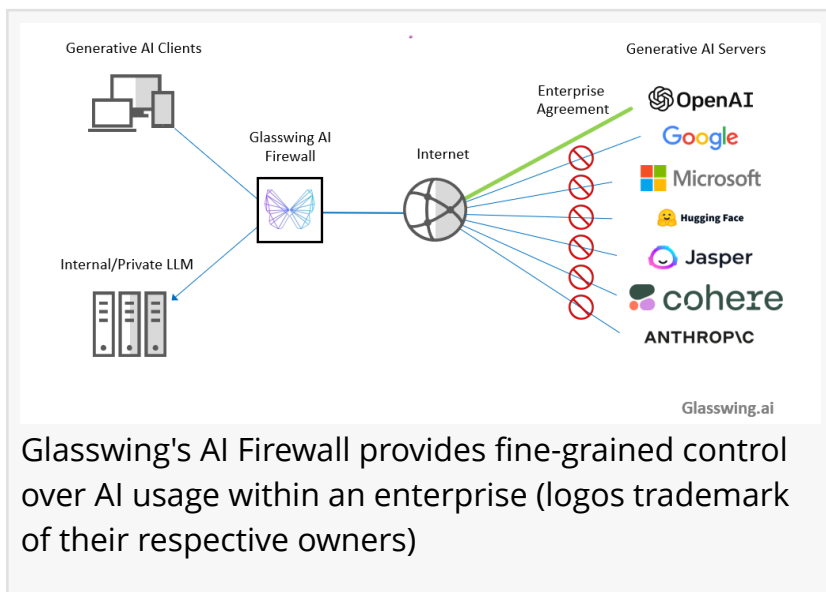 Generative AI Clients
Generative AI Servers
Enterprise
Agreement
OpenAI
Glasswing AI
Firewall
Internet
Google
Microsoft
Hugging Face
Internal/Private LLM
Jasper
cohere
ANTHROP\C
Glasswing.ai
Glasswing's AI Firewall provides fine-grained control
over AI usage within an enterprise (logos trademark
of their respective owners)